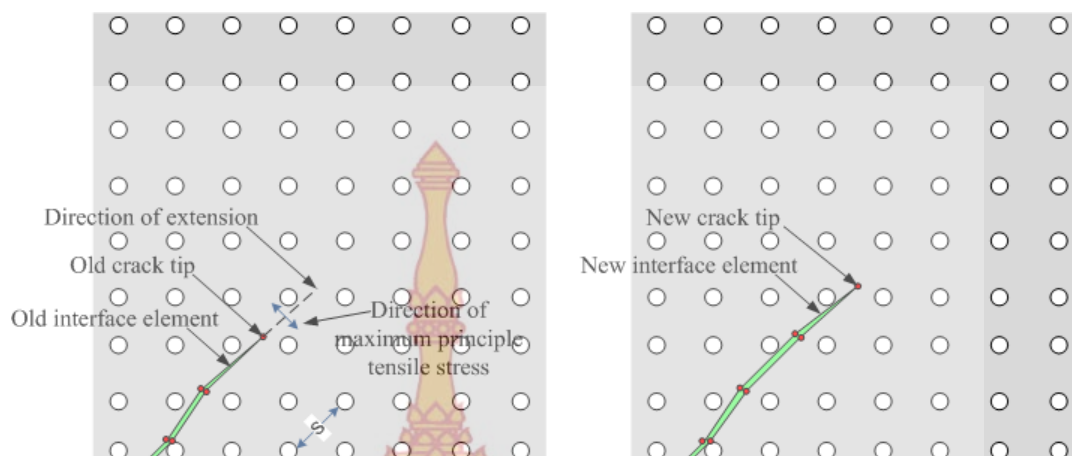 Direction of extension
Old crack tip
Old interface element
Direction of
maximum principle
tensile stress
S
New crack tip
New interface element